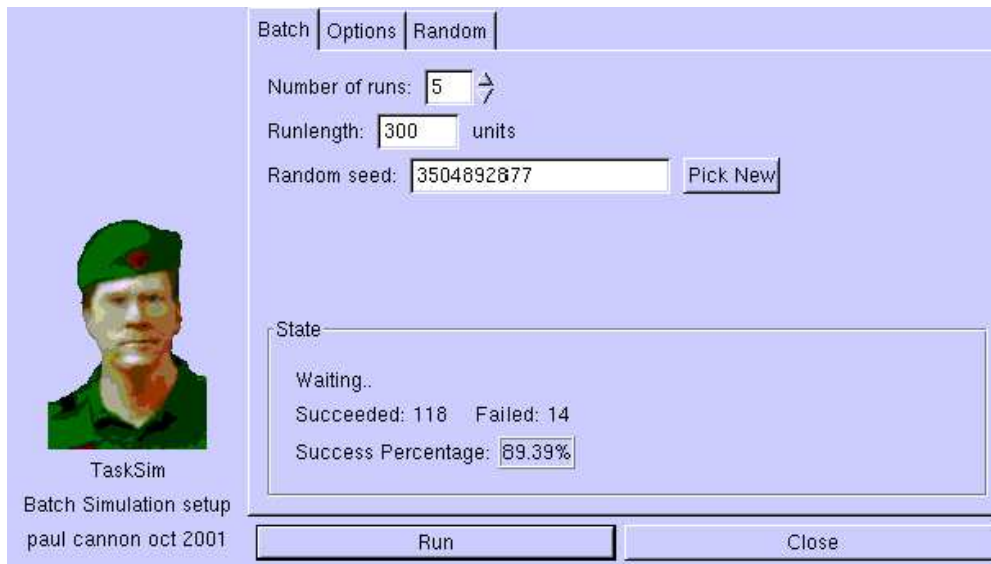 Batch Options Random
Number of runs: 5
Runlength: 300 units
Random seed: 3504892877 Pick New
State
Waiting..
Succeeded: 118 Failed: 14
Success Percentage: 89.39%
TaskSim
Batch Simulation setup
paul cannon oct 2001
Run Close